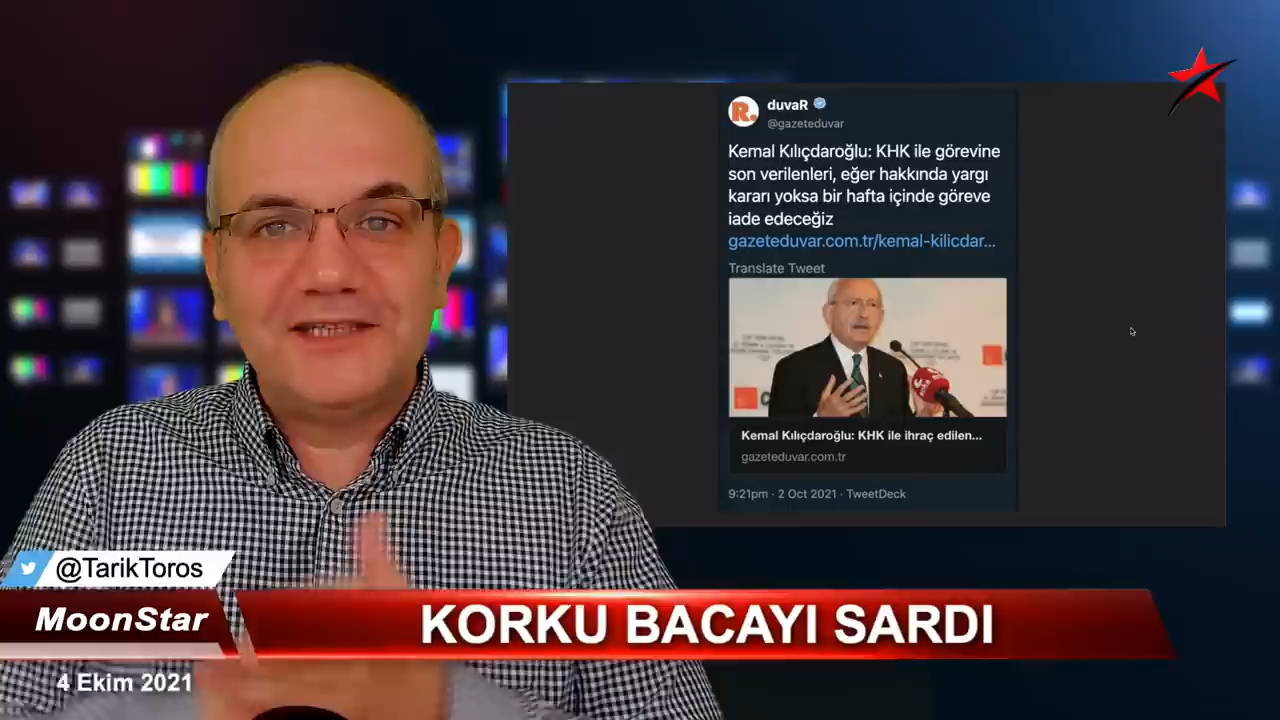 duvaR
@gazeteduvar
Kemal Kılıçdaroğlu: KHK ile görevine
son verilenleri, eğer hakkında yargı
kararı yoksa bir hafta içinde göreve
iade edeceğiz
gazeteduvar.com.tr/kemal-kilicdar...
Translate Tweet
Kemal Kılıçdaroğlu: KHK ile ihraç edilen...
gazeteduvar.com.tr
9:21pm · 2 Oct 2021 · TweetDeck
@TarikToros
MoonStar
KORKU BACAYI SARDI
4 Ekim 2021